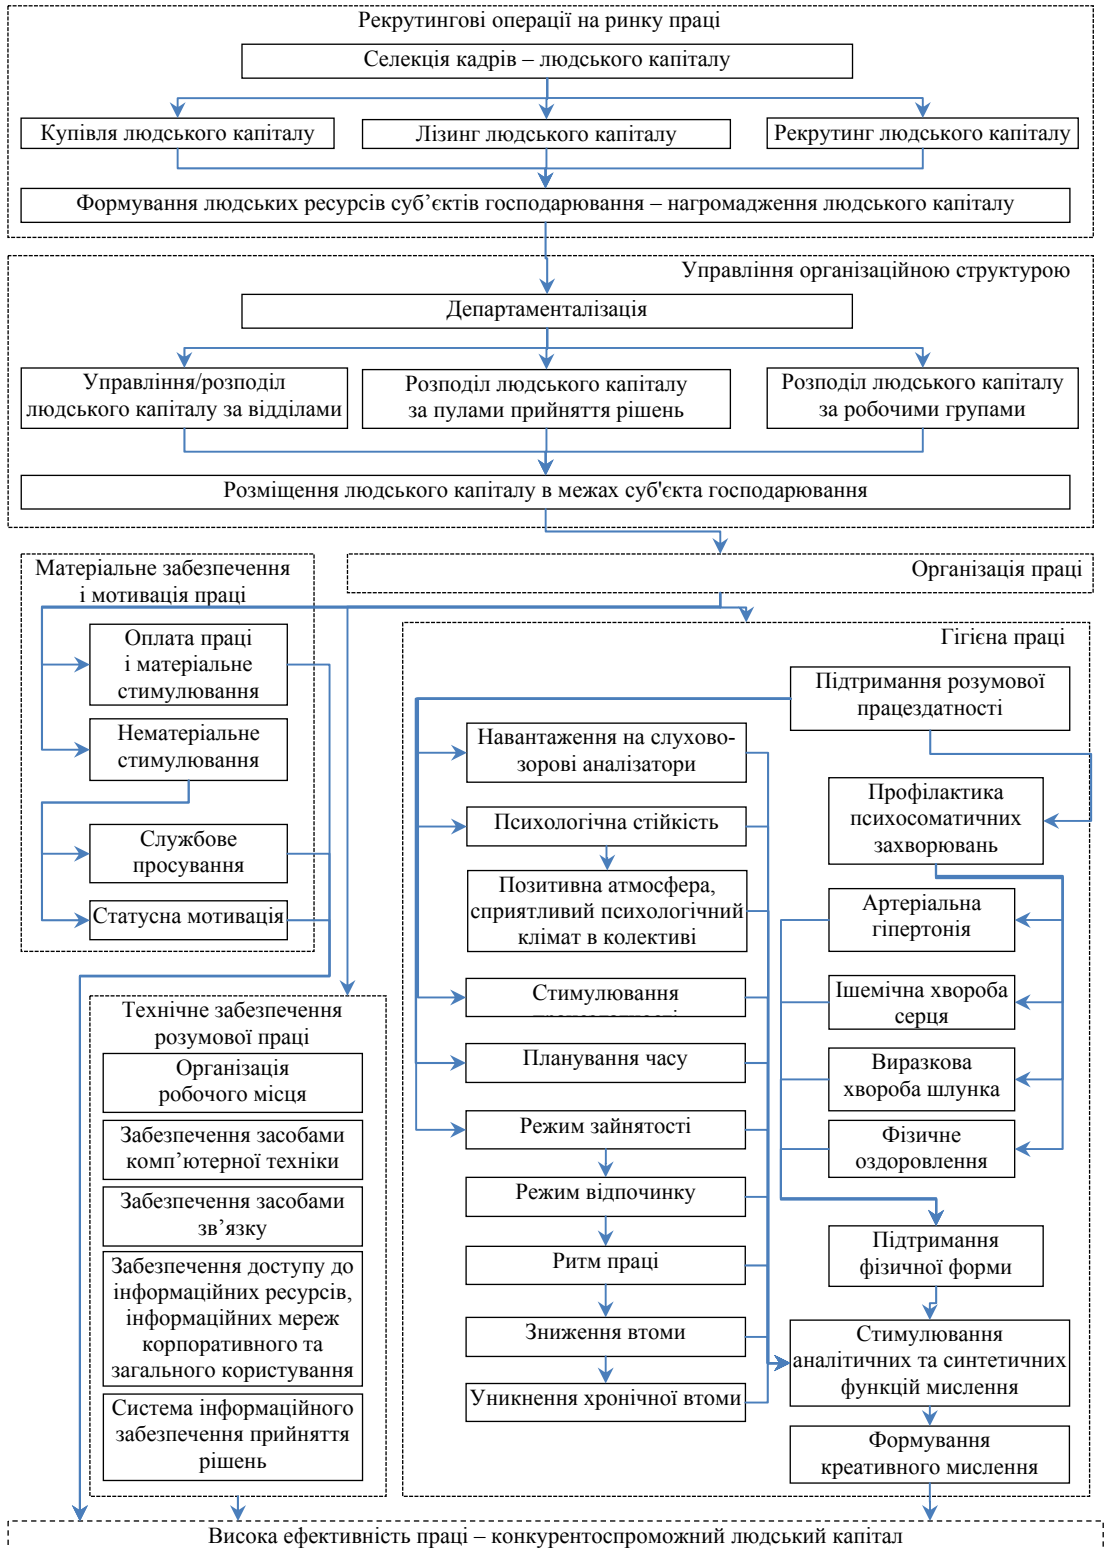 Рекрутингові операції на ринку праці
Селекція кадрів – людського капіталу
Купівля людського капіталу
Лізинг людського капіталу
Рекрутинг людського капіталу
Формування людських ресурсів суб’єктів господарювання – нагромадження людського капіталу
Управління організаційною структурою
Департаменталізація
Управління/розподіл
людського капіталу за відділами
Розподіл людського капіталу
за пулами прийняття рішень
Розподіл людського капіталу
за робочими групами
Розміщення людського капіталу в межах суб'єкта господарювання
Організація праці
Матеріальне забезпечення
і мотивація праці
Оплата праці
і матеріальне
стимулювання
Нематеріальне
стимулювання
Службове
просування
Статусна мотивація
Технічне забезпечення
розумової праці
Організація
робочого місця
Забезпечення засобами
комп’ютерної техніки
Забезпечення засобами
зв’язку
Забезпечення доступу до
інформаційних ресурсів,
інформаційних мереж
корпоративного та
загального користування
Система інформаційного
забезпечення прийняття
рішень
Гігієна праці
Підтримання розумової
працездатності
Навантаження на слухово-
зорові аналізатори
Психологічна стійкість
Позитивна атмосфера,
сприятливий психологічний
клімат в колективі
Стимулювання
Планування часу
Режим зайнятості
Режим відпочинку
Ритм праці
Зниження втоми
Уникнення хронічної втоми
Профілактика
психосоматичних
захворювань
Артеріальна
гіпертонія
Ішемічна хвороба
серця
Виразкова
хвороба шлунка
Фізичне
оздоровлення
Підтримання
фізичної форми
Стимулювання
аналітичних та синтетичних
функцій мислення
Формування
креативного мислення
Висока ефективність праці – конкурентоспроможний людський капітал